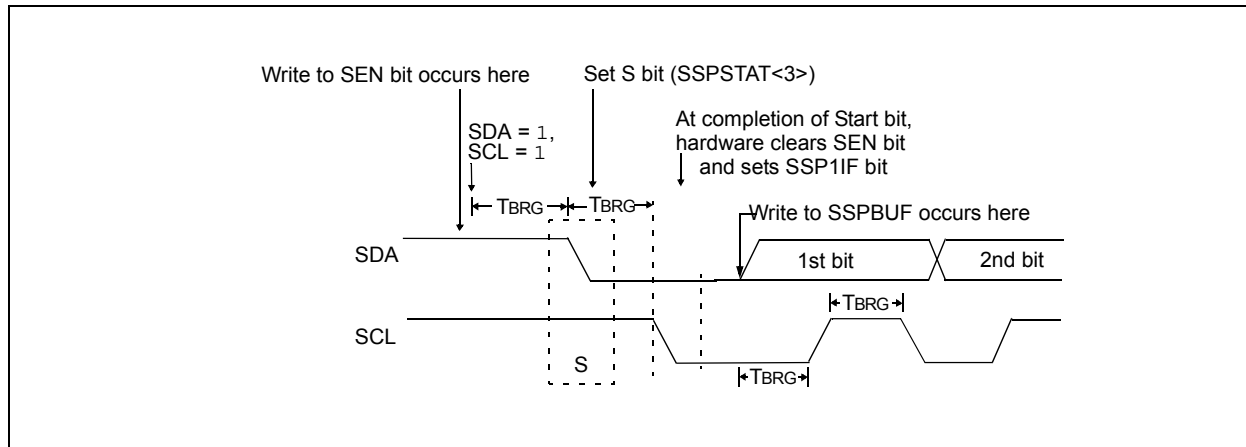 Write to SEN bit occurs here
Set S bit (SSPSTAT<3>)
SDA = 1,
SCL = 1
At completion of Start bit,
hardware clears SEN bit
and sets SSP1IF bit
TBRG
TBRG
Write to SSPBUF occurs here
SDA
1st bit
2nd bit
TBRG
SCL
S
TBRG